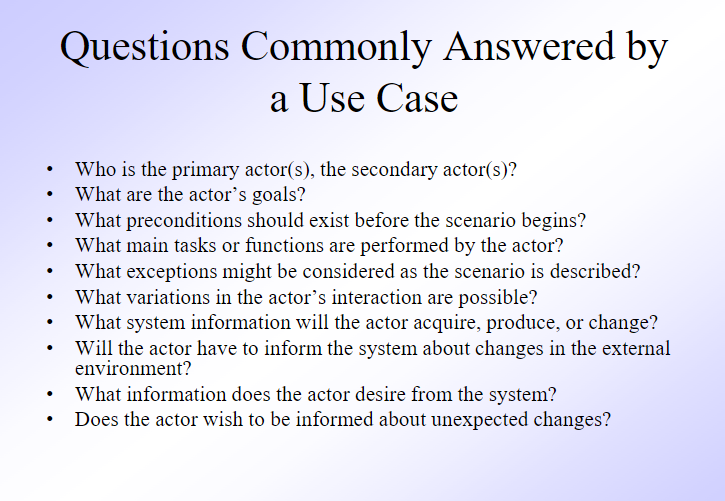 Questions Commonly Answered by
a Use Case
• Who is the primary actor(s), the secondary actor(s)?
• What are the actor’s goals?
• What preconditions should exist before the scenario begins?
• What main tasks or functions are performed by the actor?
• What exceptions might be considered as the scenario is described?
• What variations in the actor’s interaction are possible?
• What system information will the actor acquire, produce, or change?
• Will the actor have to inform the system about changes in the external
environment?
• What information does the actor desire from the system?
• Does the actor wish to be informed about unexpected changes?